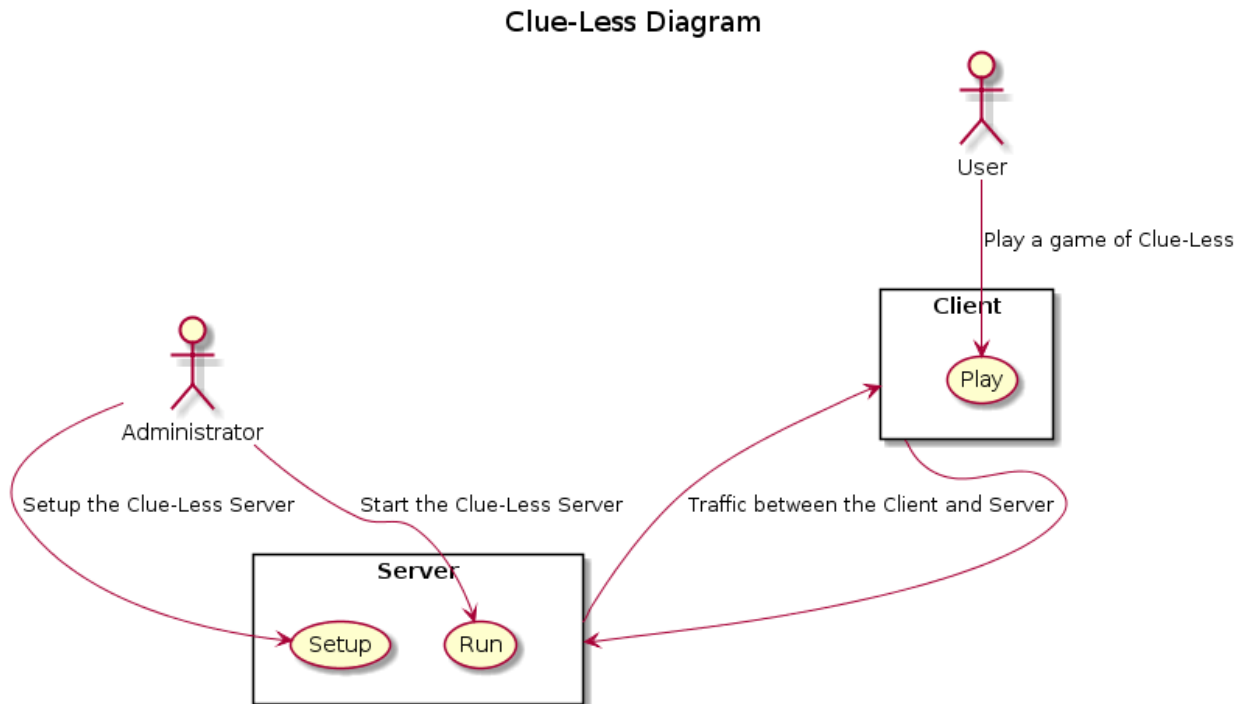 Clue-Less Diagram
User
Play a game of Clue-Less
Client
Play
Administrator
Setup the Clue-Less Server
Start the Clue-Less Server
Traffic between the Client and Server
Server
Setup
Run